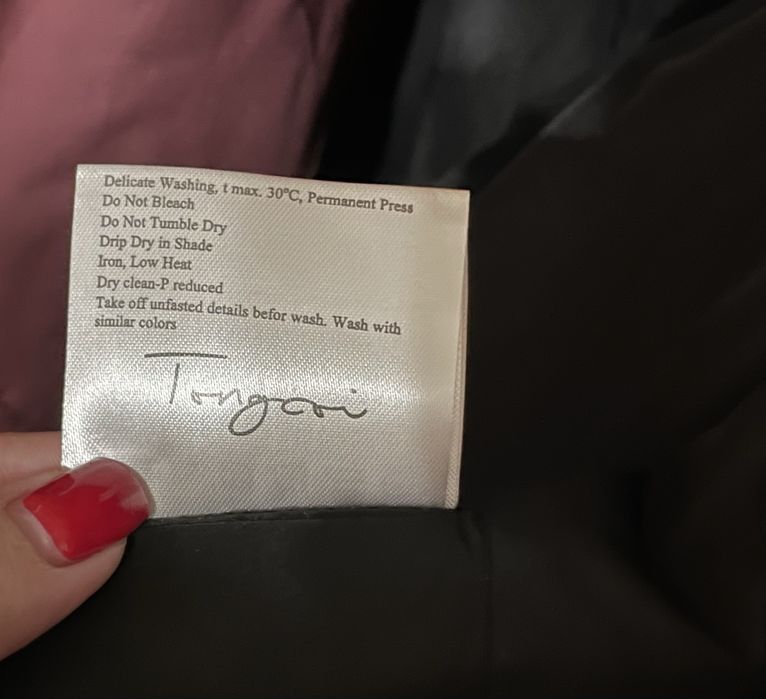 Delicate Washing, t max. 30°C, Permanent Press
Do Not Bleach
Do Not Tumble Dry
Drip Dry in Shade
Iron, Low Heat
Dry clean-P reduced
Take off unfasted details befor wash. Wash with
similar colors
Tongcoi